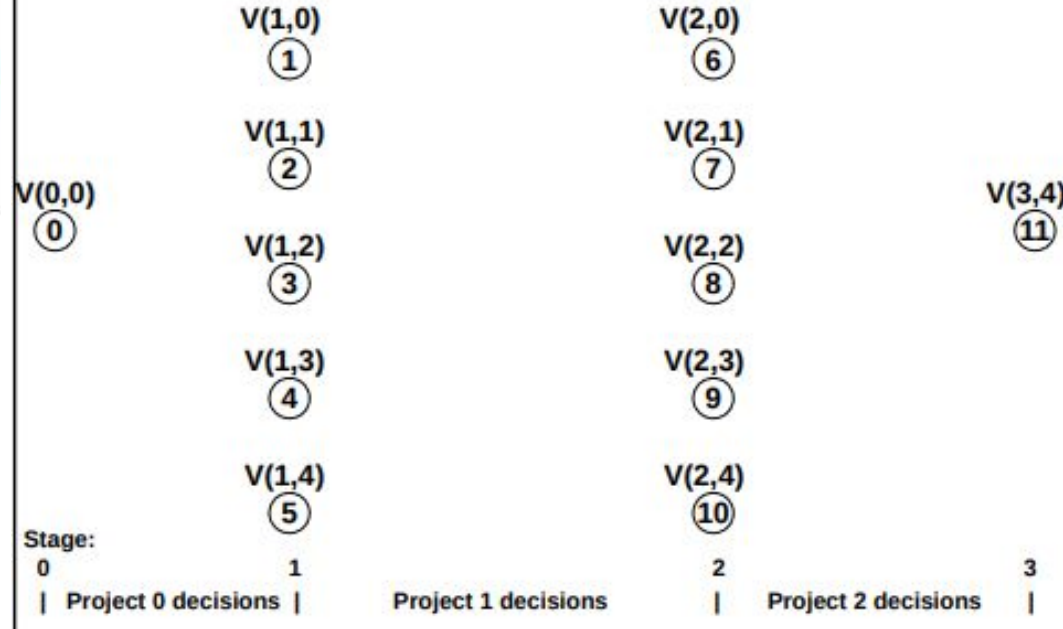 V(1,0) V(2,0)
1 6
V(1,1) V(2,1)
2 7
V(0,0) V(3,4)
0 11
V(1,2) V(2,2)
3 8
V(1,3) V(2,3)
4 9
V(1,4) V(2,4)
5 10
Stage:
0 1 2 3
| Project 0 decisions | Project 1 decisions | Project 2 decisions |